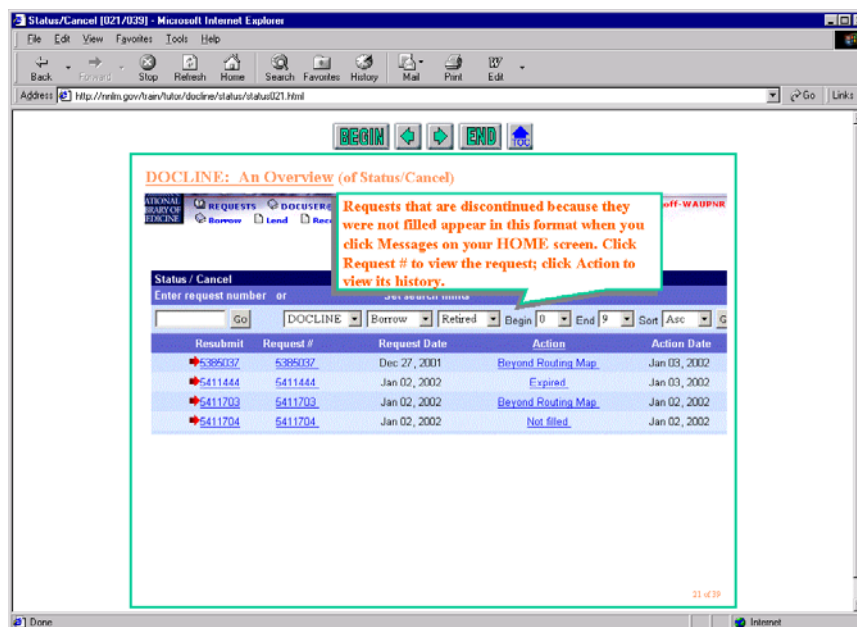 Status/Cancel [021/039] - Microsoft Internet Explorer
File Edit View Favorites Tools Help
Back Forward Stop Refresh Home Search Favorites History Mail Print Edit
Address http://nnlm.gov/train/tutor/docline/status/status021.html Go Links
BEGIN END TOC
DOCLINE: An Overview (of Status/Cancel)
ATIONAL
BRARY OF
EDICINE
REQUESTS DOCUSER
Borrow Lend
off-WAUPNR
Requests that are discontinued because they
were not filled appear in this format when you
click Messages on your HOME screen. Click
Request # to view the request; click Action to
view its history.
Status / Cancel
Enter request number or
Go DOCLINE Borrow Retired Begin 0 End 9 Sort Asc G
Resubmit Request # Request Date Action Action Date
5385037 5385037 Dec 27, 2001 Beyond Routing Map Jan 03, 2002
5411444 5411444 Jan 02, 2002 Expired Jan 03, 2002
5411703 5411703 Jan 02, 2002 Beyond Routing Map Jan 02, 2002
5411704 5411704 Jan 02, 2002 Not filled Jan 02, 2002
21 of 39
Done Internet